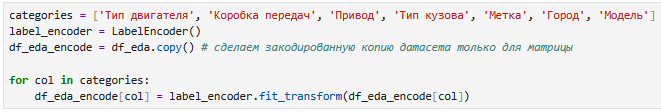 categories = ['Тип двигателя', 'Коробка передач', 'Привод', 'Тип кузова', 'Метка', 'Город', 'Модель']
label_encoder = LabelEncoder()
df_eda_encode = df_eda.copy() # сделаем закодированную копию датасета только для матрицы
for col in categories:
    df_eda_encode[col] = label_encoder.fit_transform(df_eda_encode[col])